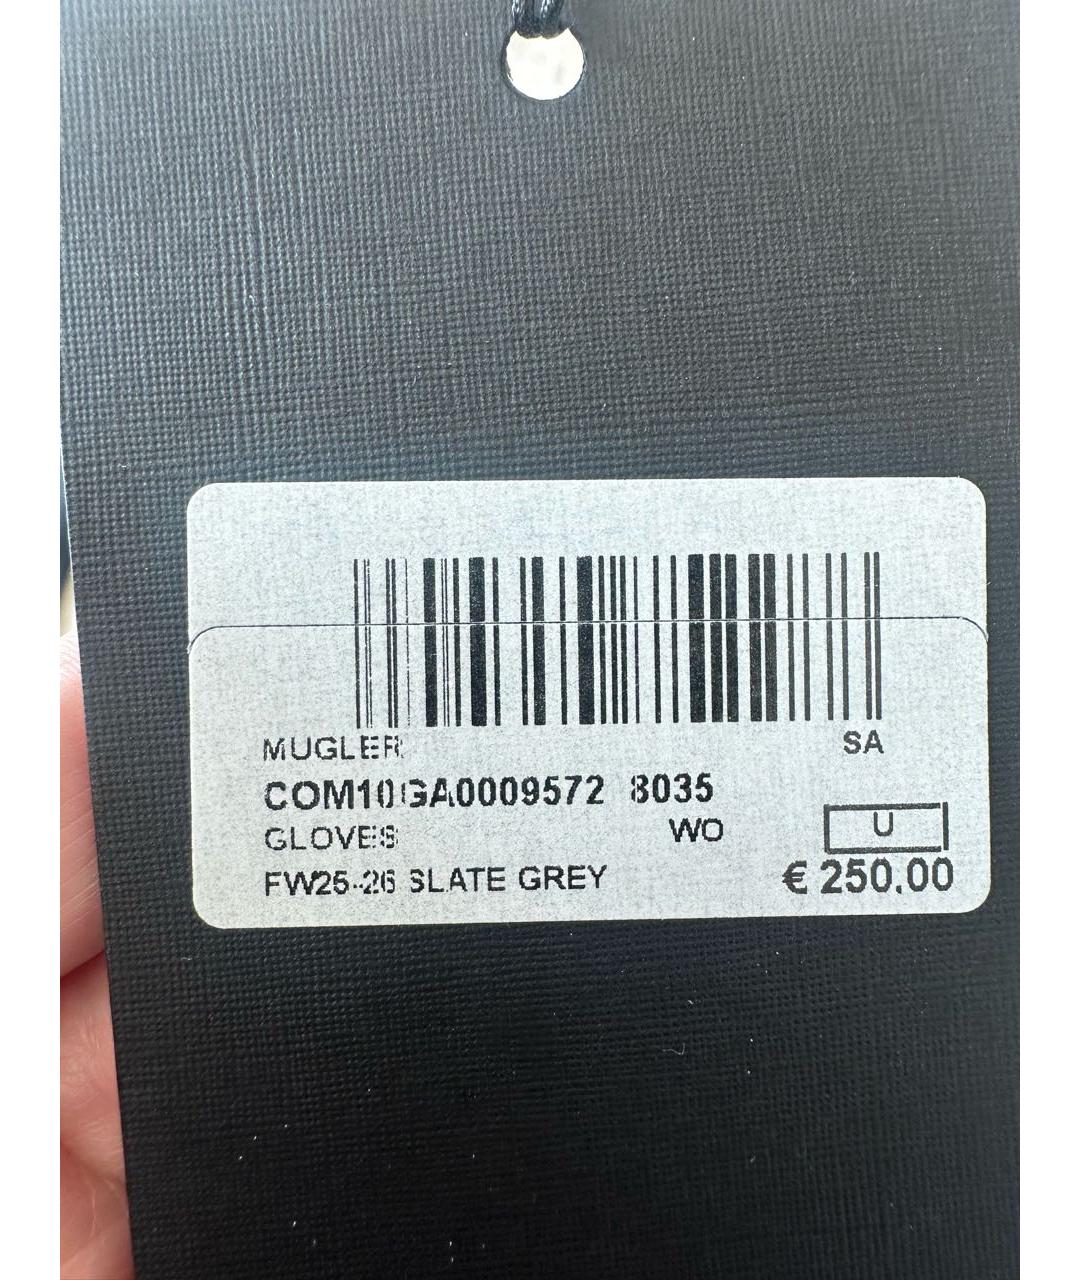 MUGLER SA
COM10GA0009572 8035
GLOVES WO U
FW25-26 SLATE GREY € 250.00